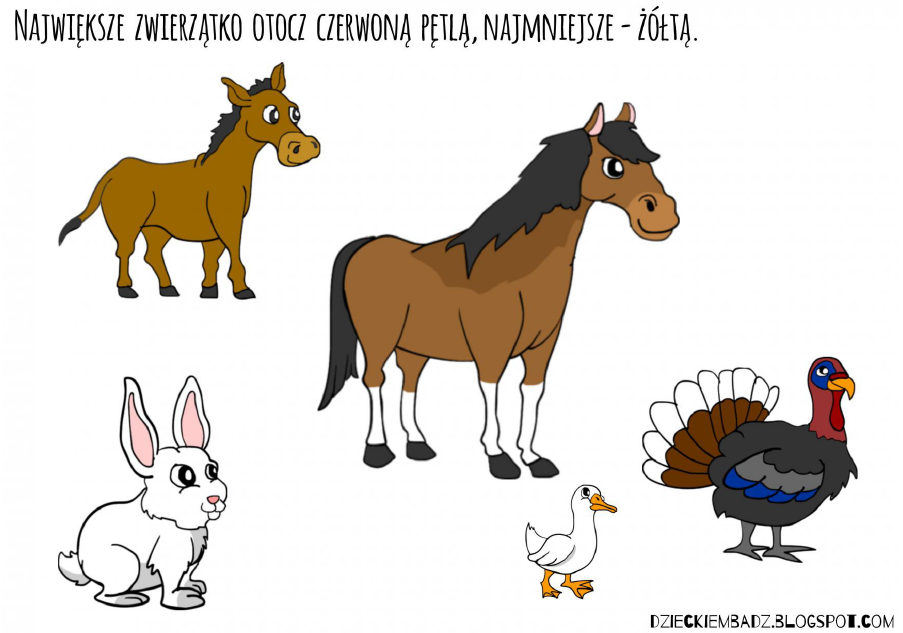 Największe zwierzątko otocz czerwoną pętlą, najmniejsze - żółtą.
dzieckiembadz.blogspot.com